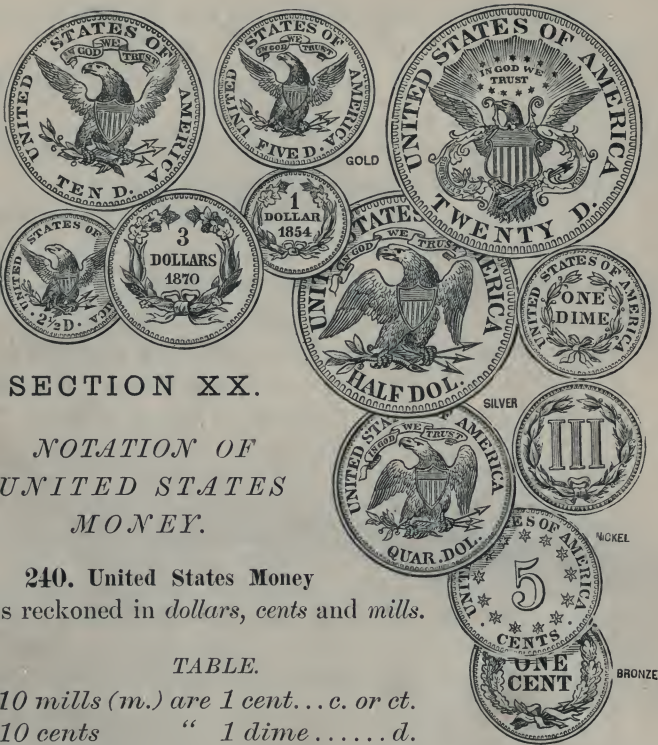 UNITED STATES OF AMERICA
IN GOD WE TRUST
TEN D.
UNITED STATES OF AMERICA
IN GOD WE TRUST
FIVE D.
GOLD
UNITED STATES OF AMERICA
IN GOD WE
TRUST
TWENTY D.
UNITED STATES OF
2½ D.
3
DOLLARS
1870
1
DOLLAR
1854
IN GOD WE TRUST
HALF DOL.
UNITED STATES OF AMERICA
ONE
DIME
SILVER
SECTION XX.
NOTATION OF
UNITED STATES
MONEY.
III
IN GOD WE TRUST
UNITED STA AMERICA
QUAR. DOL.
NICKEL
ES OF AMERICA
5
CENTS
ONE
CENT
BRONZE
240. United States Money
s reckoned in dollars, cents and mills.
TABLE.
10 mills (m.) are 1 cent...c. or ct.
10 cents " 1 dime......d.